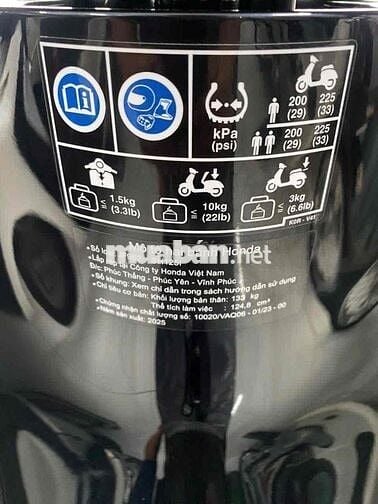 kPa
(psi)
200
(29)
225
(33)
200
(29)
225
(33)
1.5kg
(3.3lb)
10kg
(22lb)
3kg
(6.6lb)
muaban.net
Honda
Lắp ráp tại Công ty Honda Việt Nam
Đ/c: Phúc Thắng - Phúc Yên - Vĩnh Phúc
Số khung: Xem chỉ dẫn trong sách hướng dẫn sử dụng
Chỉ tiêu cơ bản: Khối lượng bản thân: 133 kg
Thể tích làm việc : 124,8 cm³
Chứng nhận chất lượng số: 10020/VAQ06 - 01/23 - 00
Năm sản xuất: 2025